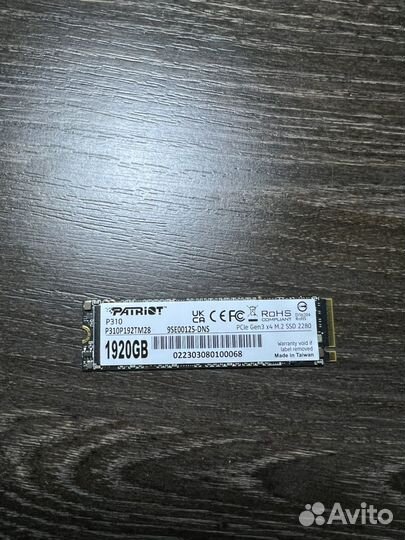 PATRIOT
P310
P310P192TM28 9SE00125-DNS
UK CA CE FC RoHS COMPLIANT
PCIe Gen3 x4 M.2 SSD 2280
1920GB
022303080100068
Warranty void if
label removed
Made in Taiwan
Avito